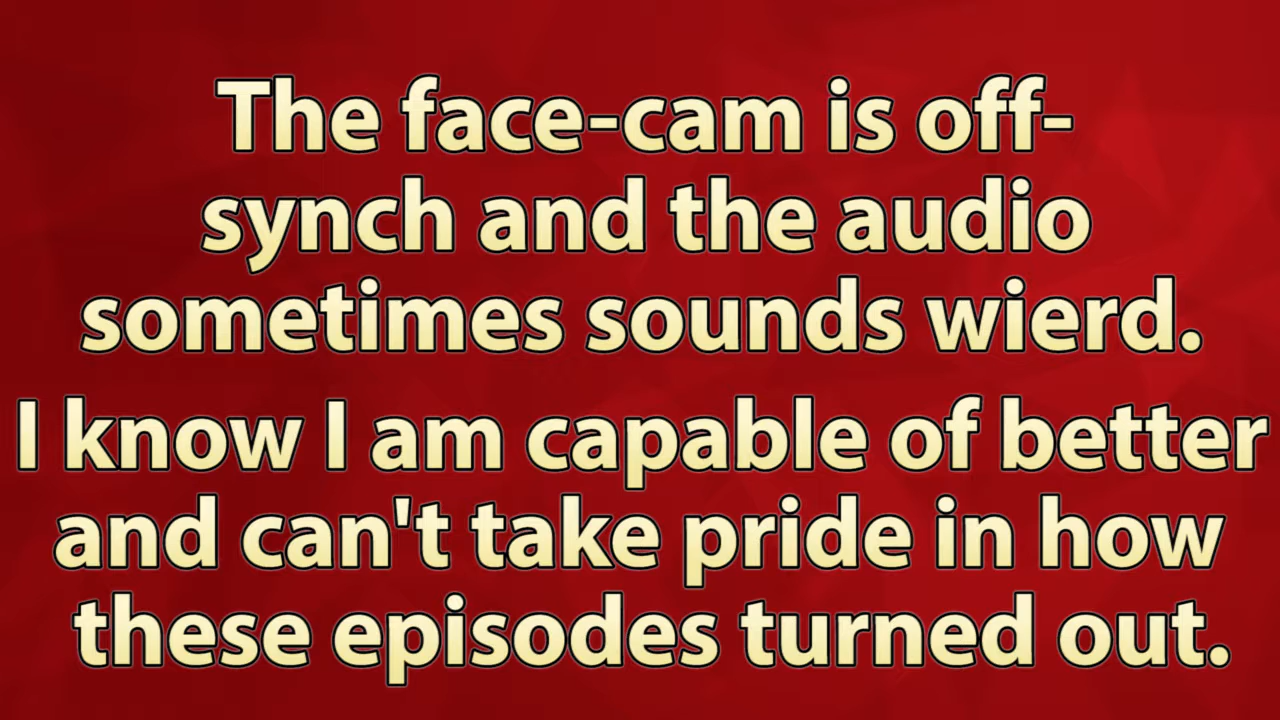 The face-cam is off-
synch and the audio
sometimes sounds wierd.
I know I am capable of better
and can't take pride in how
these episodes turned out.